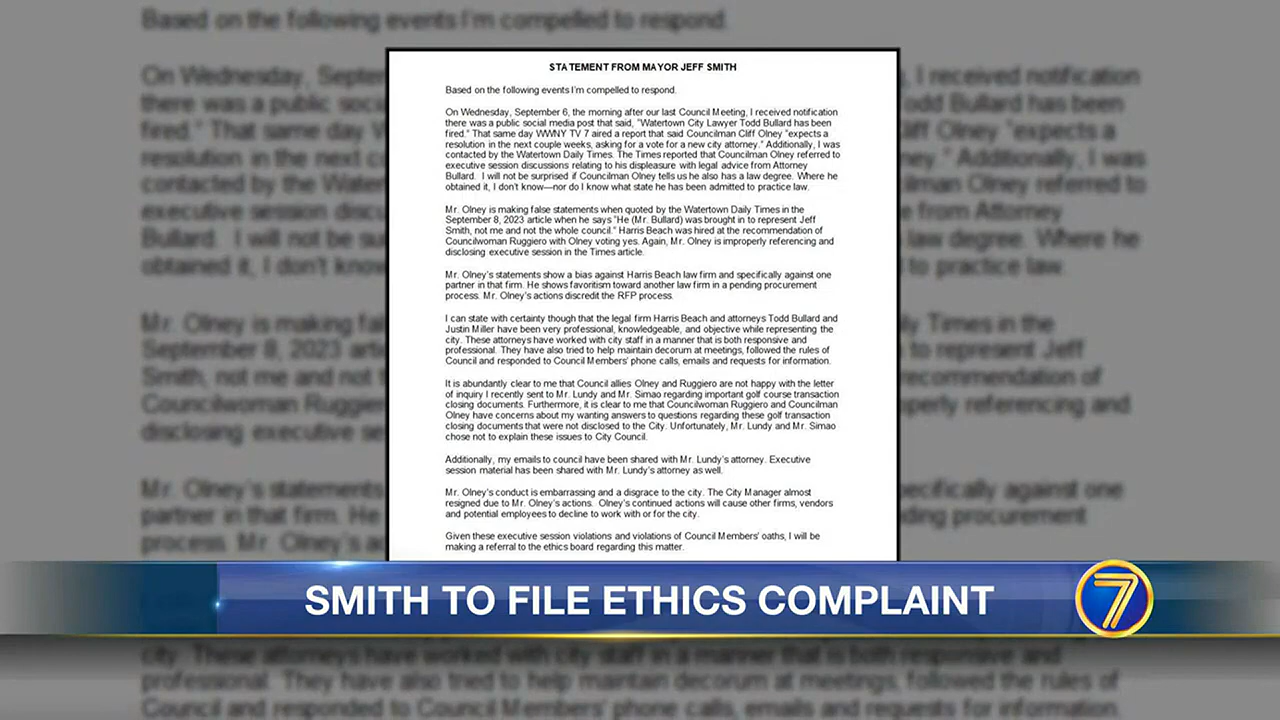 STATEMENT FROM MAYOR JEFF SMITH
Based on the following events I'm compelled to respond.
On Wednesday, September 6, the morning after our last Council Meeting, I received notification
there was a public social media post that said, "Watertown City Lawyer Todd Bullard has been
fired." That same day WWNY TV 7 aired a report that said Councilman Cliff Olney "expects a
resolution in the next couple weeks, asking for a vote for a new city attorney." Additionally, I was
contacted by the Watertown Daily Times. The Times reported that Councilman Olney referred to
executive session discussions relating to his displeasure with legal advice from Attorney
Bullard. I will not be surprised if Councilman Olney tells us he also has a law degree. Where he
obtained it, I don't know—nor do I know what state he has been admitted to practice law.
Mr. Olney is making false statements when quoted by the Watertown Daily Times in the
September 8, 2023 article when he says "He (Mr. Bullard) was brought in to represent Jeff
Smith, not me and not the whole council." Harris Beach was hired at the recommendation of
Councilwoman Ruggiero with Olney voting yes. Again, Mr. Olney is improperly referencing and
disclosing executive session in the Times article.
Mr. Olney's statements show a bias against Harris Beach law firm and specifically against one
partner in that firm. He shows favoritism toward another law firm in a pending procurement
process. Mr. Olney's actions discredit the RFP process.
I can state with certainty though that the legal firm Harris Beach and attorneys Todd Bullard and
Justin Miller have been very professional, knowledgeable, and objective while representing the
city. These attorneys have worked with city staff in a manner that is both responsive and
professional. They have also tried to help maintain decorum at meetings, followed the rules of
Council and responded to Council Members' phone calls, emails and requests for information.
It is abundantly clear to me that Council allies Olney and Ruggiero are not happy with the letter
of inquiry I recently sent to Mr. Lundy and Mr. Simao regarding important golf course transaction
closing documents. Furthermore, it is clear to me that Councilwoman Ruggiero and Councilman
Olney have concerns about my wanting answers to questions regarding these golf transaction
closing documents that were not disclosed to the City. Unfortunately, Mr. Lundy and Mr. Simao
chose not to explain these issues to City Council.
Additionally, my emails to council have been shared with Mr. Lundy's attorney. Executive
session material has been shared with Mr. Lundy's attorney as well.
Mr. Olney's conduct is embarrassing and a disgrace to the city. The City Manager almost
resigned due to Mr. Olney's actions. Olney's continued actions will cause other firms, vendors
and potential employees to decline to work with or for the city.
Given these executive session violations and violations of Council Members' oaths, I will be
making a referral to the ethics board regarding this matter.
SMITH TO FILE ETHICS COMPLAINT
7